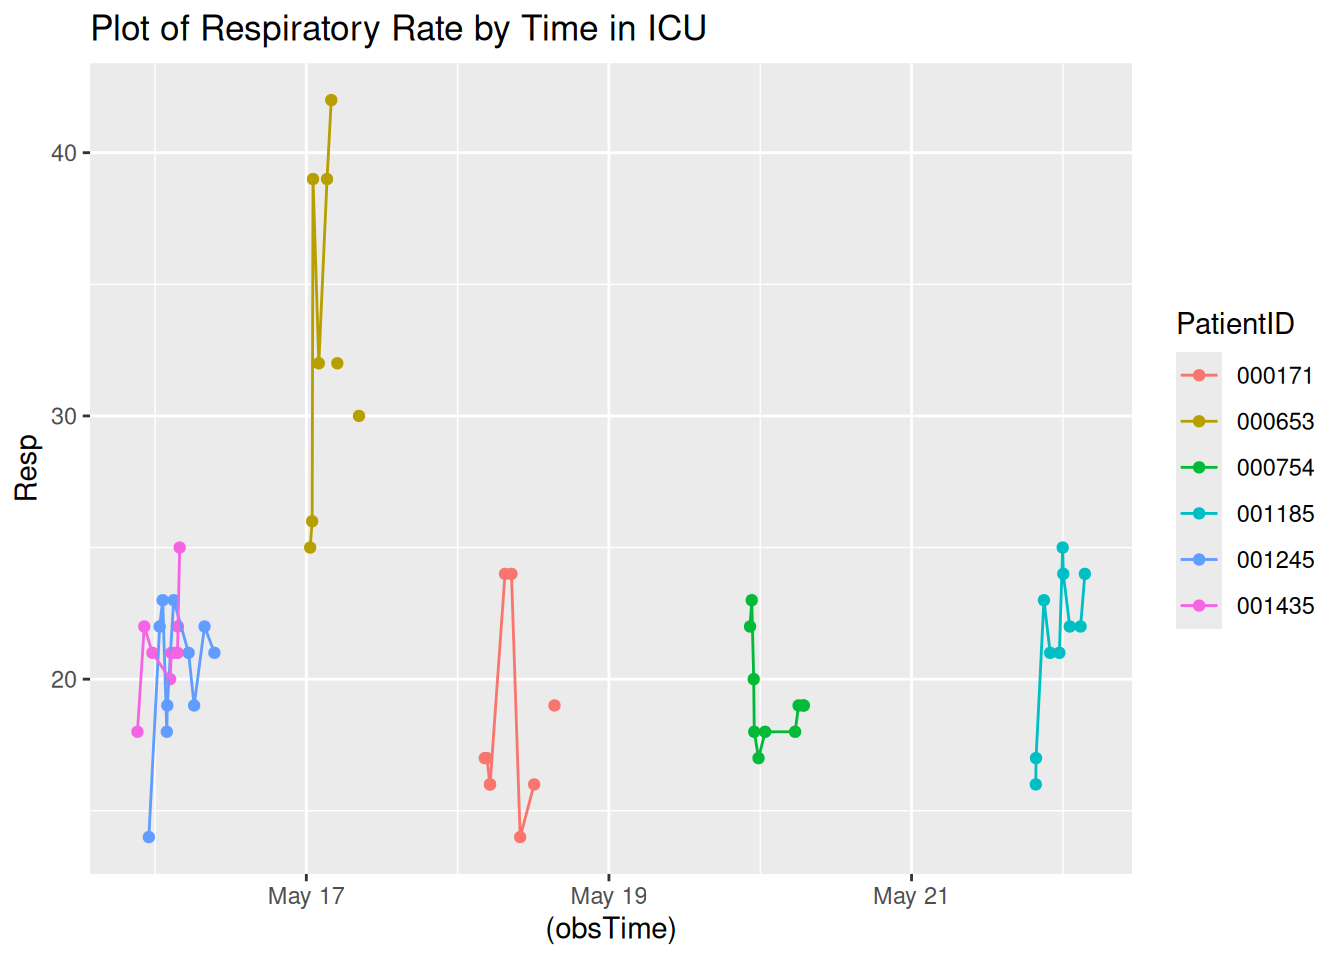 Plot of Respiratory Rate by Time in ICU
40
30
20
Resp
May 17
May 19
May 21
(obsTime)
PatientID
000171
000653
000754
001185
001245
001435